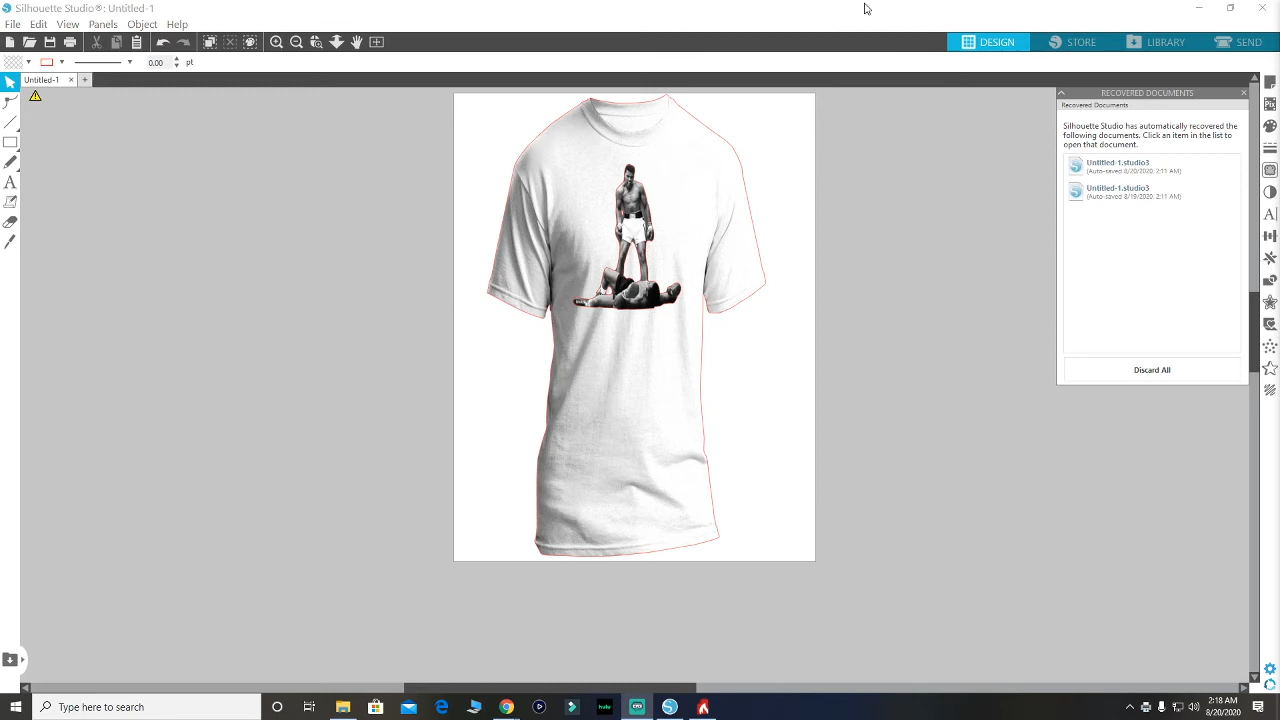 Silhouette Studio®: Untitled-1
File Edit View Panels Object Help
DESIGN STORE LIBRARY SEND
0.00 pt
Untitled-1
RECOVERED DOCUMENTS
Recovered Documents
Silhouette Studio has automatically recovered the
following documents. Click an item in the list to
open that document.
Untitled-1.studio3
(Auto-saved 8/20/2020, 2:11 AM)
Untitled-1.studio3
(Auto-saved 8/19/2020, 2:11 AM)
Discard All
Type here to search
hulu
2:18 AM
8/20/2020